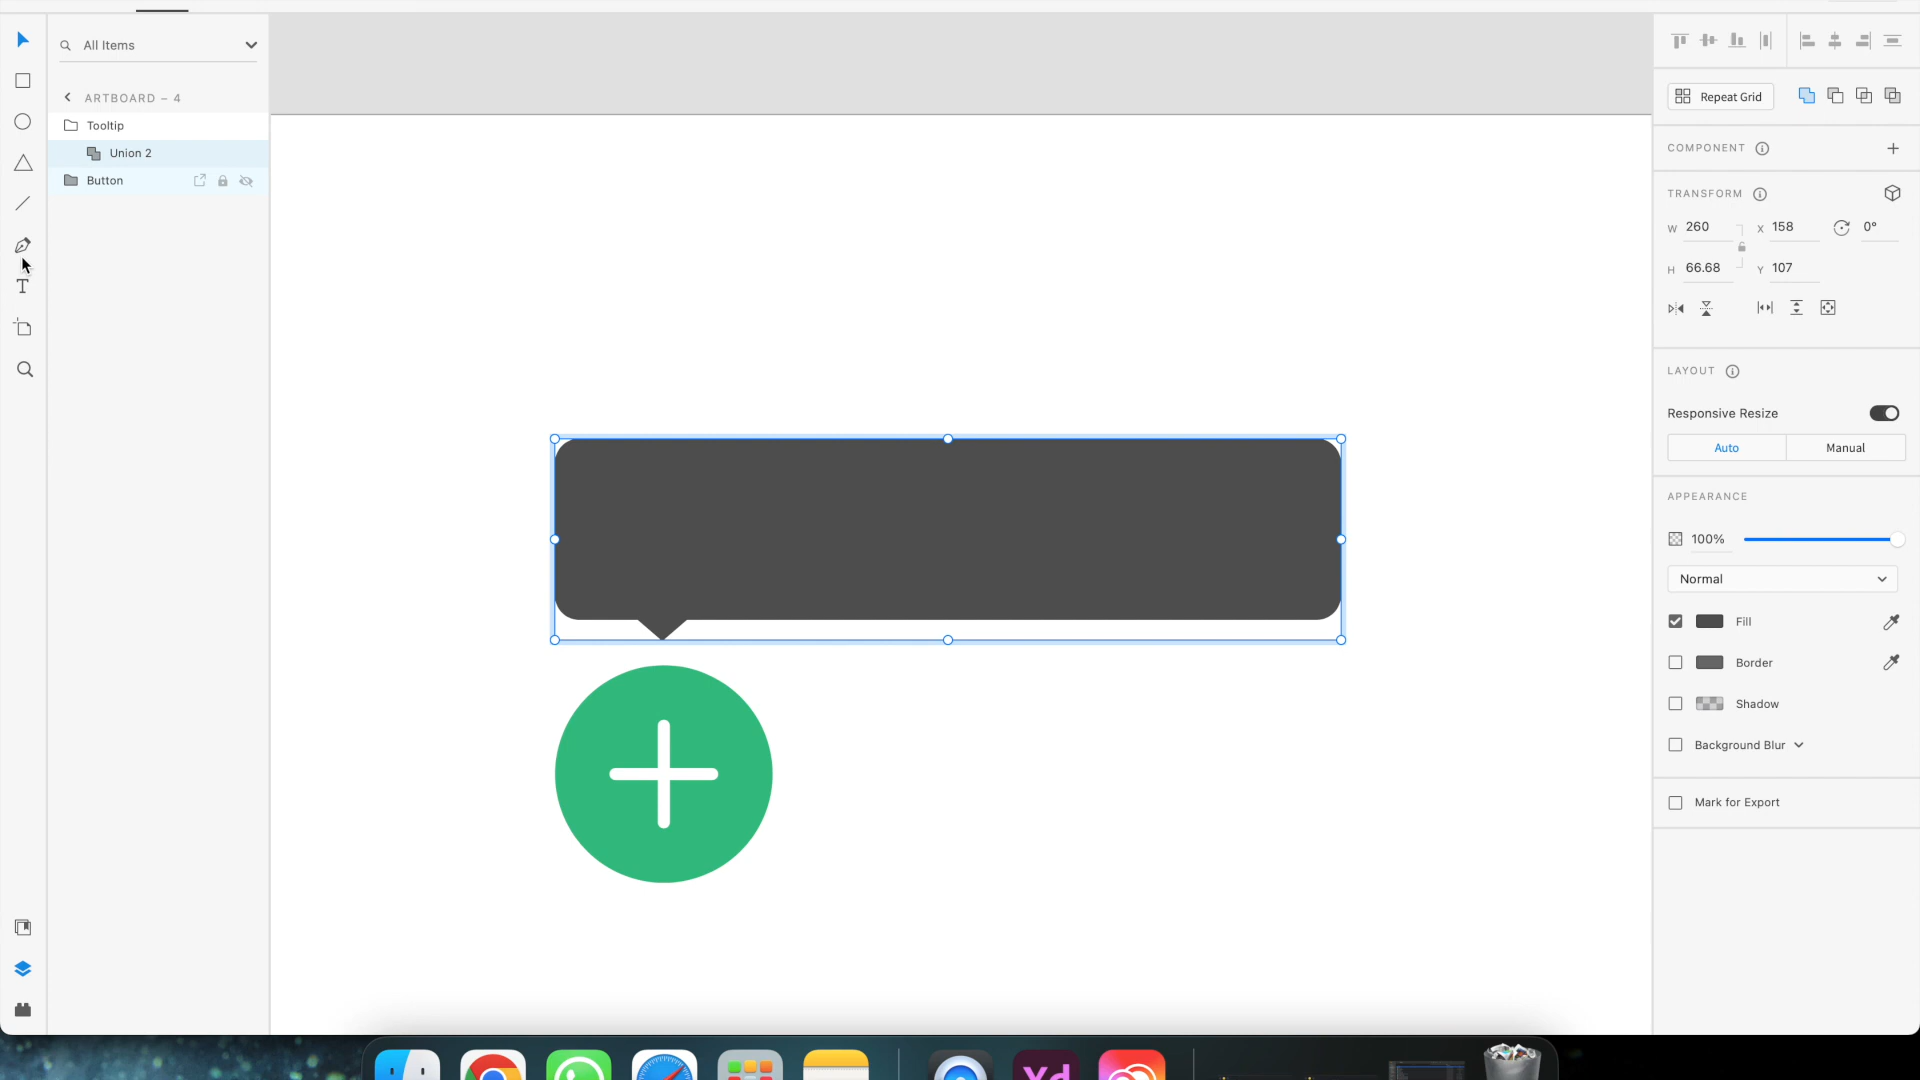 All Items
ARTBOARD – 4
Tooltip
Union 2
Button
T
Repeat Grid
COMPONENT
TRANSFORM
W 260 X 158 0°
H 66.68 Y 107
LAYOUT
Responsive Resize
Auto Manual
APPEARANCE
100%
Normal
Fill
Border
Shadow
Background Blur
Mark for Export
Xd